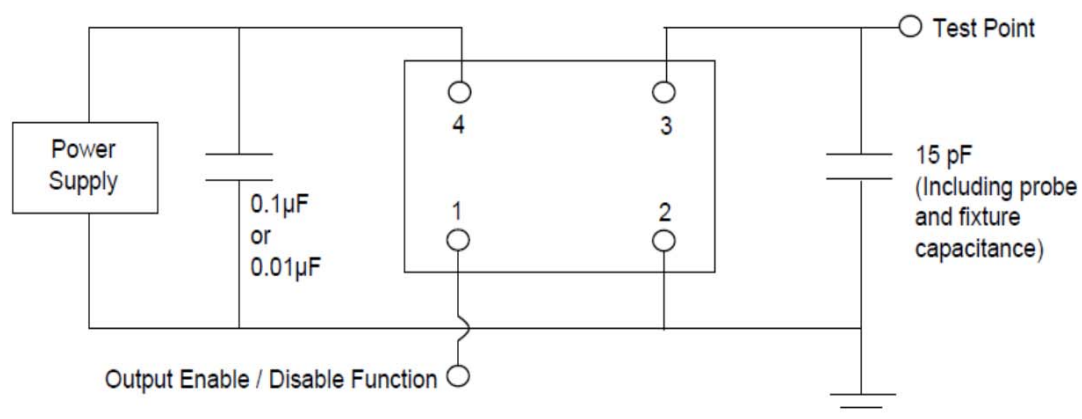 Test Point
Power
Supply
4
3
0.1µF
or
0.01µF
1
2
15 pF
(Including probe
and fixture
capacitance)
Output Enable / Disable Function